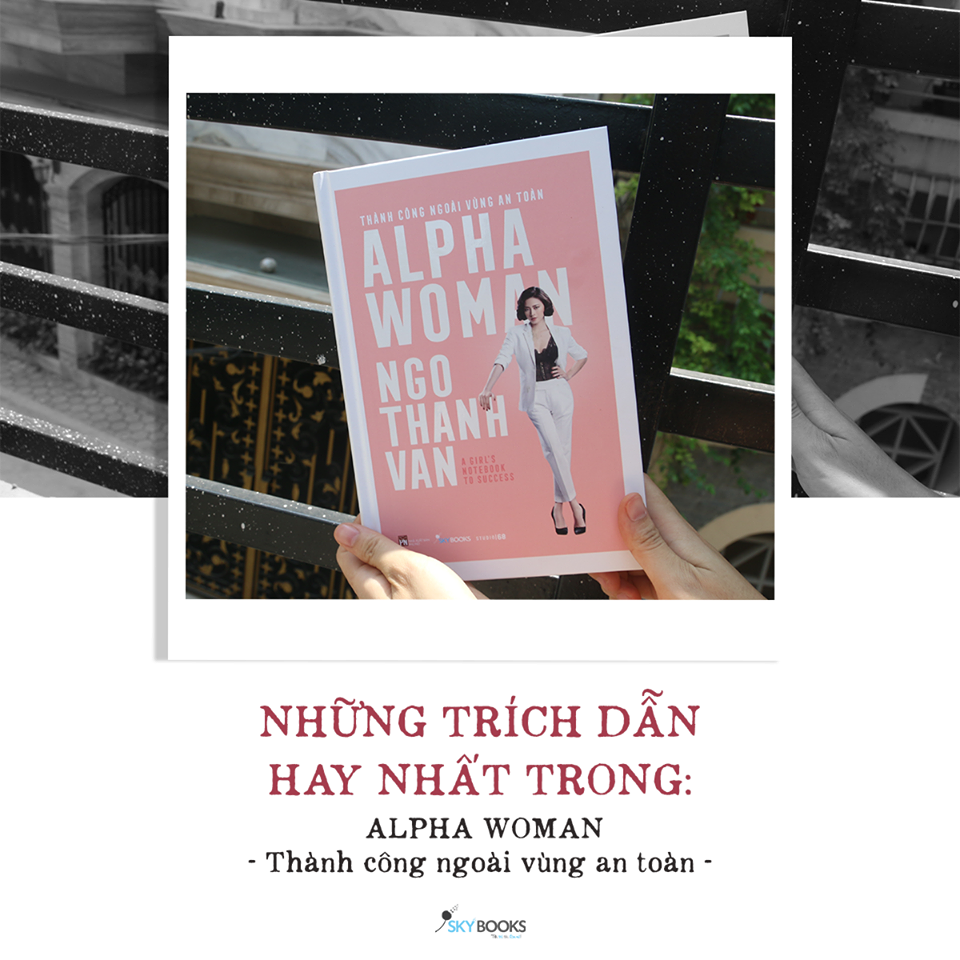 THÀNH CÔNG NGOÀI VÙNG AN TOÀN
ALPHA
WOMAN
NGO
THANH
VAN
A GIRL'S
NOTEBOOK
TO SUCCESS
BOOKS
NHỮNG TRÍCH DẪN
HAY NHẤT TRONG:
ALPHA WOMAN
- Thành công ngoài vùng an toàn -
SKYBOOKS